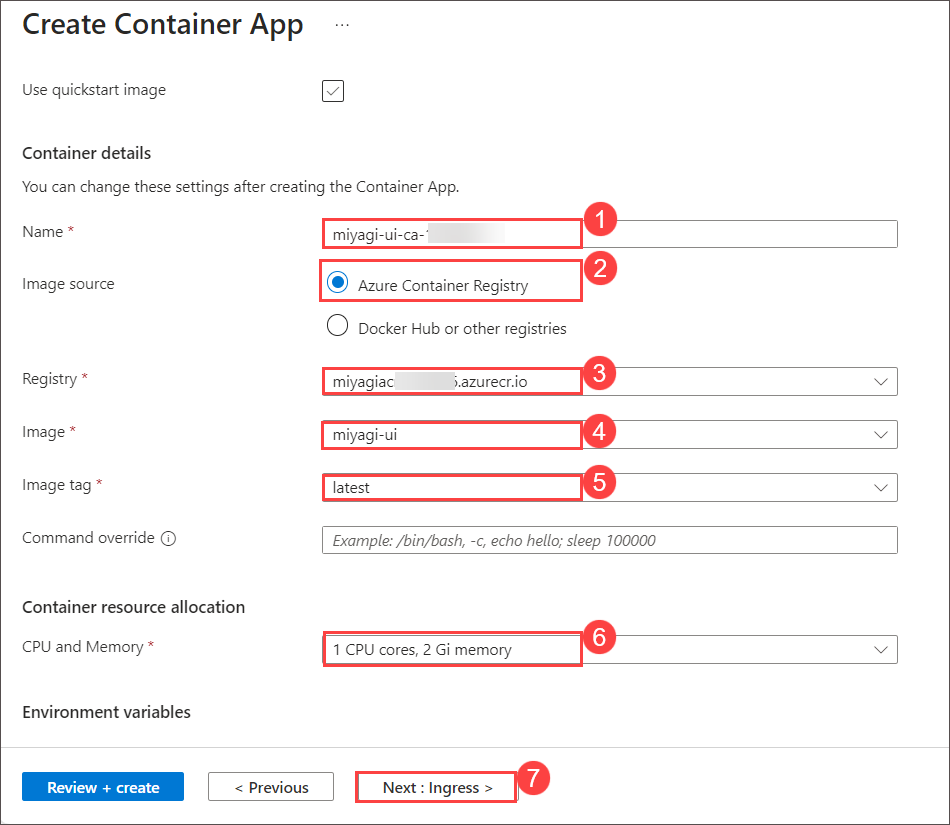 Create Container App ...
Use quickstart image
Container details
You can change these settings after creating the Container App.
Name * miyagi-ui-ca- 1
Image source Azure Container Registry 2
Docker Hub or other registries
Registry * miyagiac .azurecr.io 3
Image * miyagi-ui 4
Image tag * latest 5
Command override Example: /bin/bash, -c, echo hello; sleep 100000
Container resource allocation
CPU and Memory * 1 CPU cores, 2 Gi memory 6
Environment variables
Review + create < Previous Next : Ingress > 7